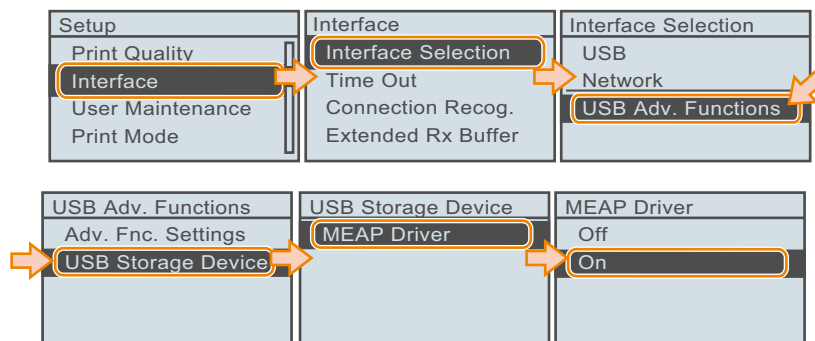 Setup
Print Quality
Interface
User Maintenance
Print Mode
Interface
Interface Selection
Time Out
Connection Recog.
Extended Rx Buffer
Interface Selection
USB
Network
USB Adv. Functions
USB Adv. Functions
Adv. Fnc. Settings
USB Storage Device
USB Storage Device
MEAP Driver
MEAP Driver
Off
On